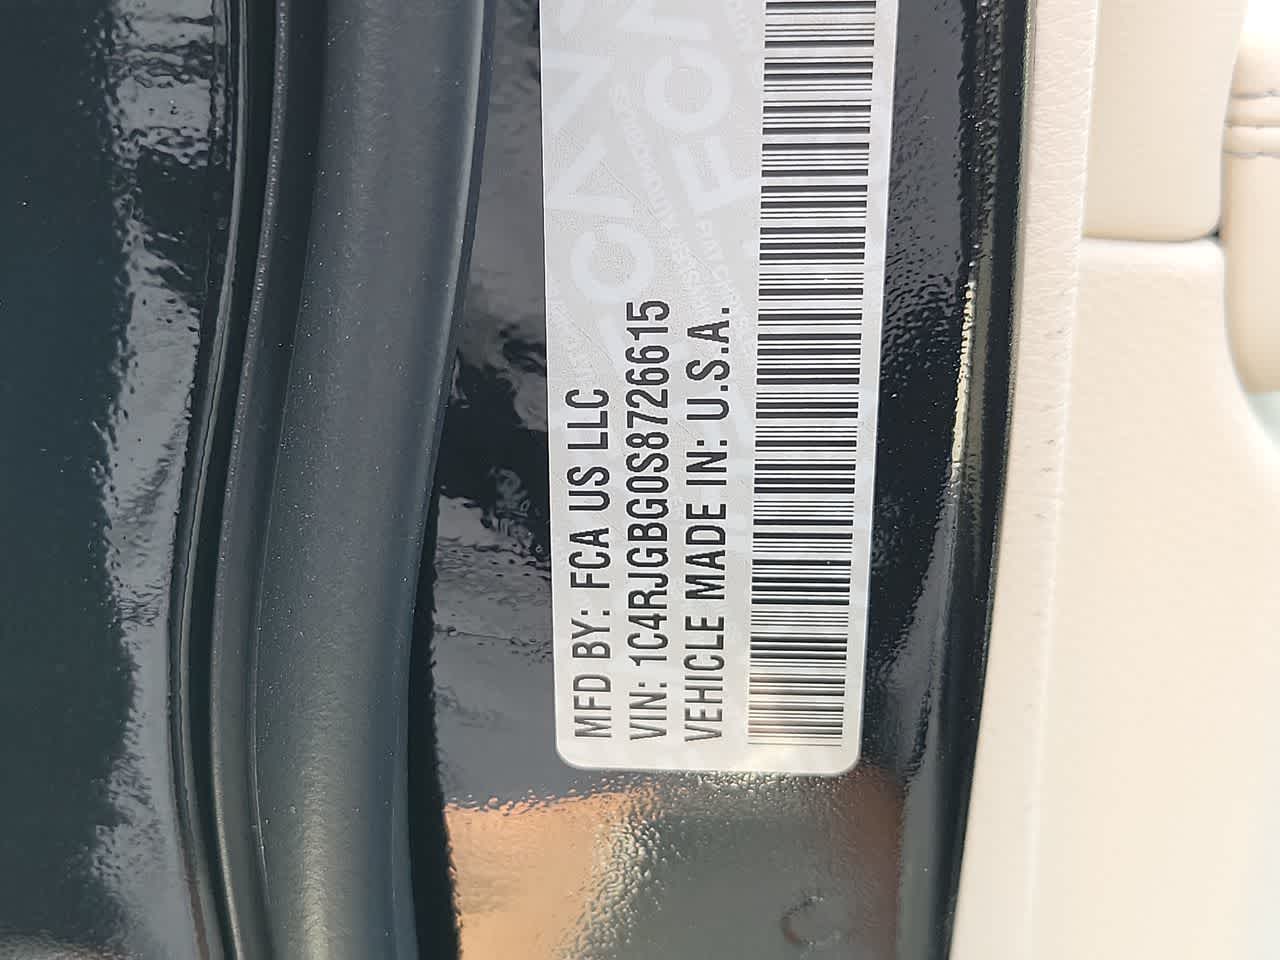 MFD BY: FCA US LLC
VIN: 1C4RJGBG0S8726615
VEHICLE MADE IN: U.S.A.